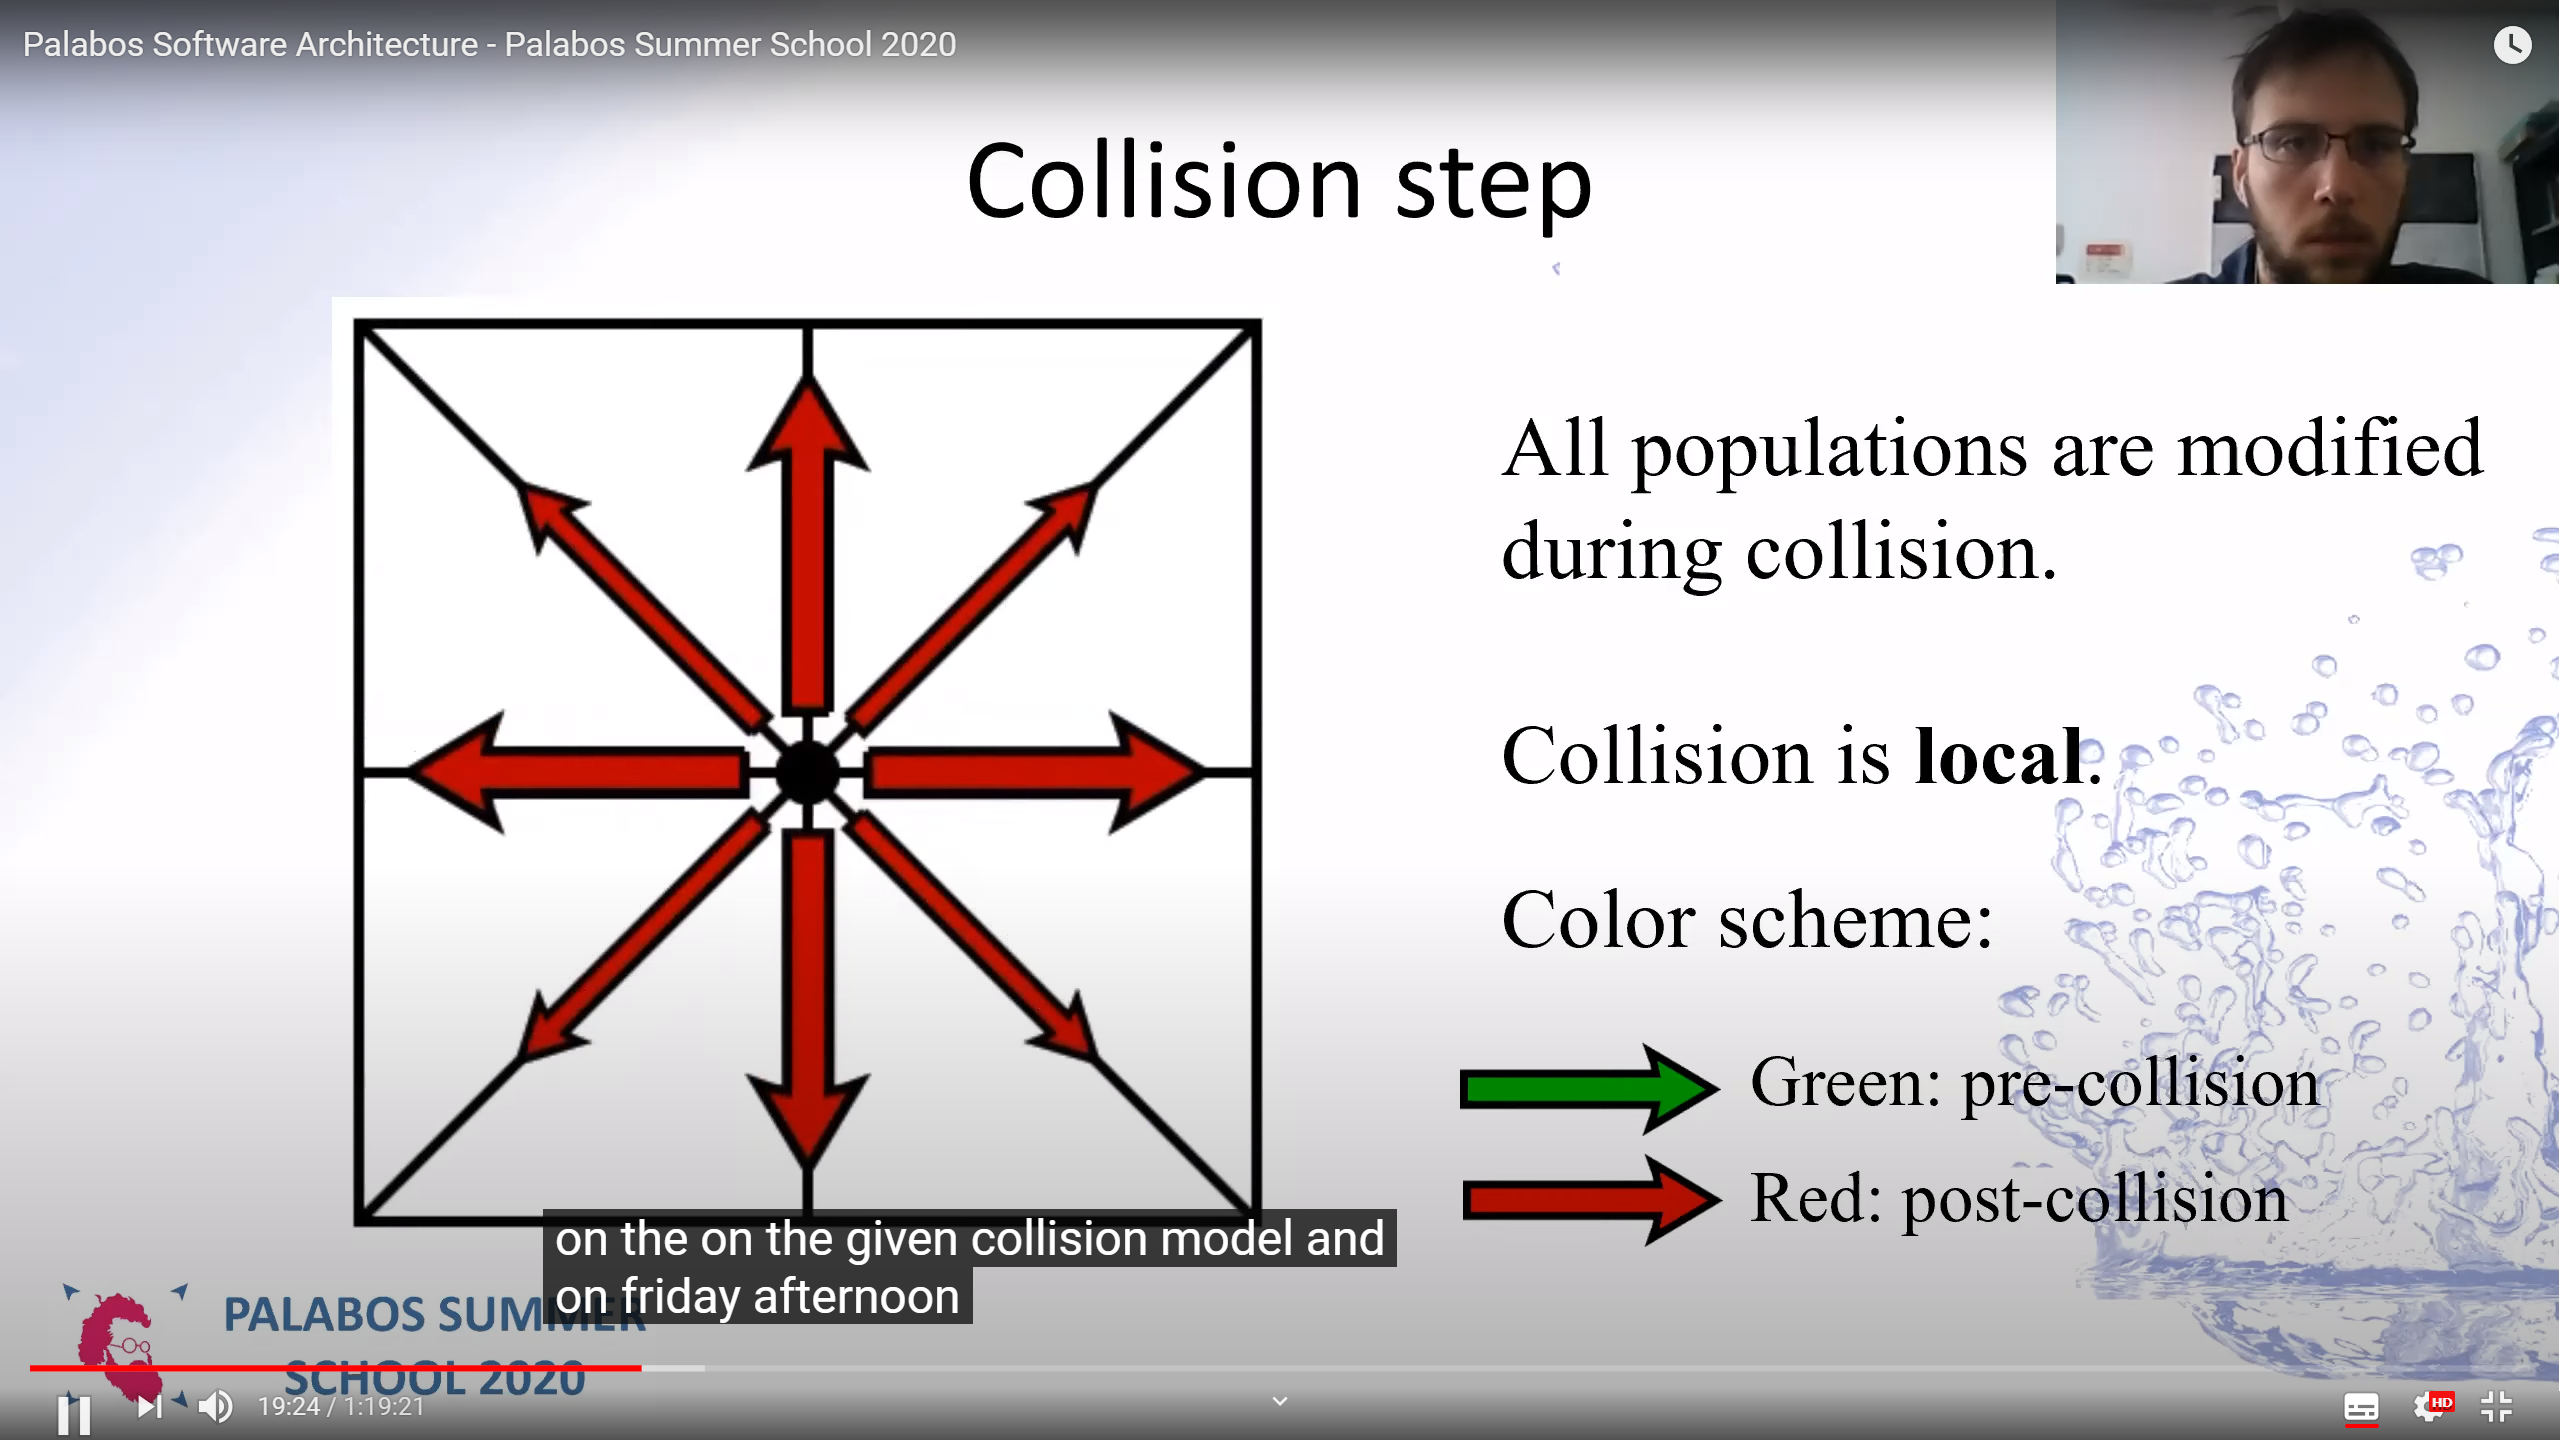 Palabos Software Architecture - Palabos Summer School 2020
Collision step
All populations are modified
during collision.
Collision is local.
Color scheme:
Green: pre-collision
Red: post-collision
on the on the given collision model and
on friday afternoon
PALABOS SUMMER
SCHOOL 2020
19:24 / 1:19:21
HD